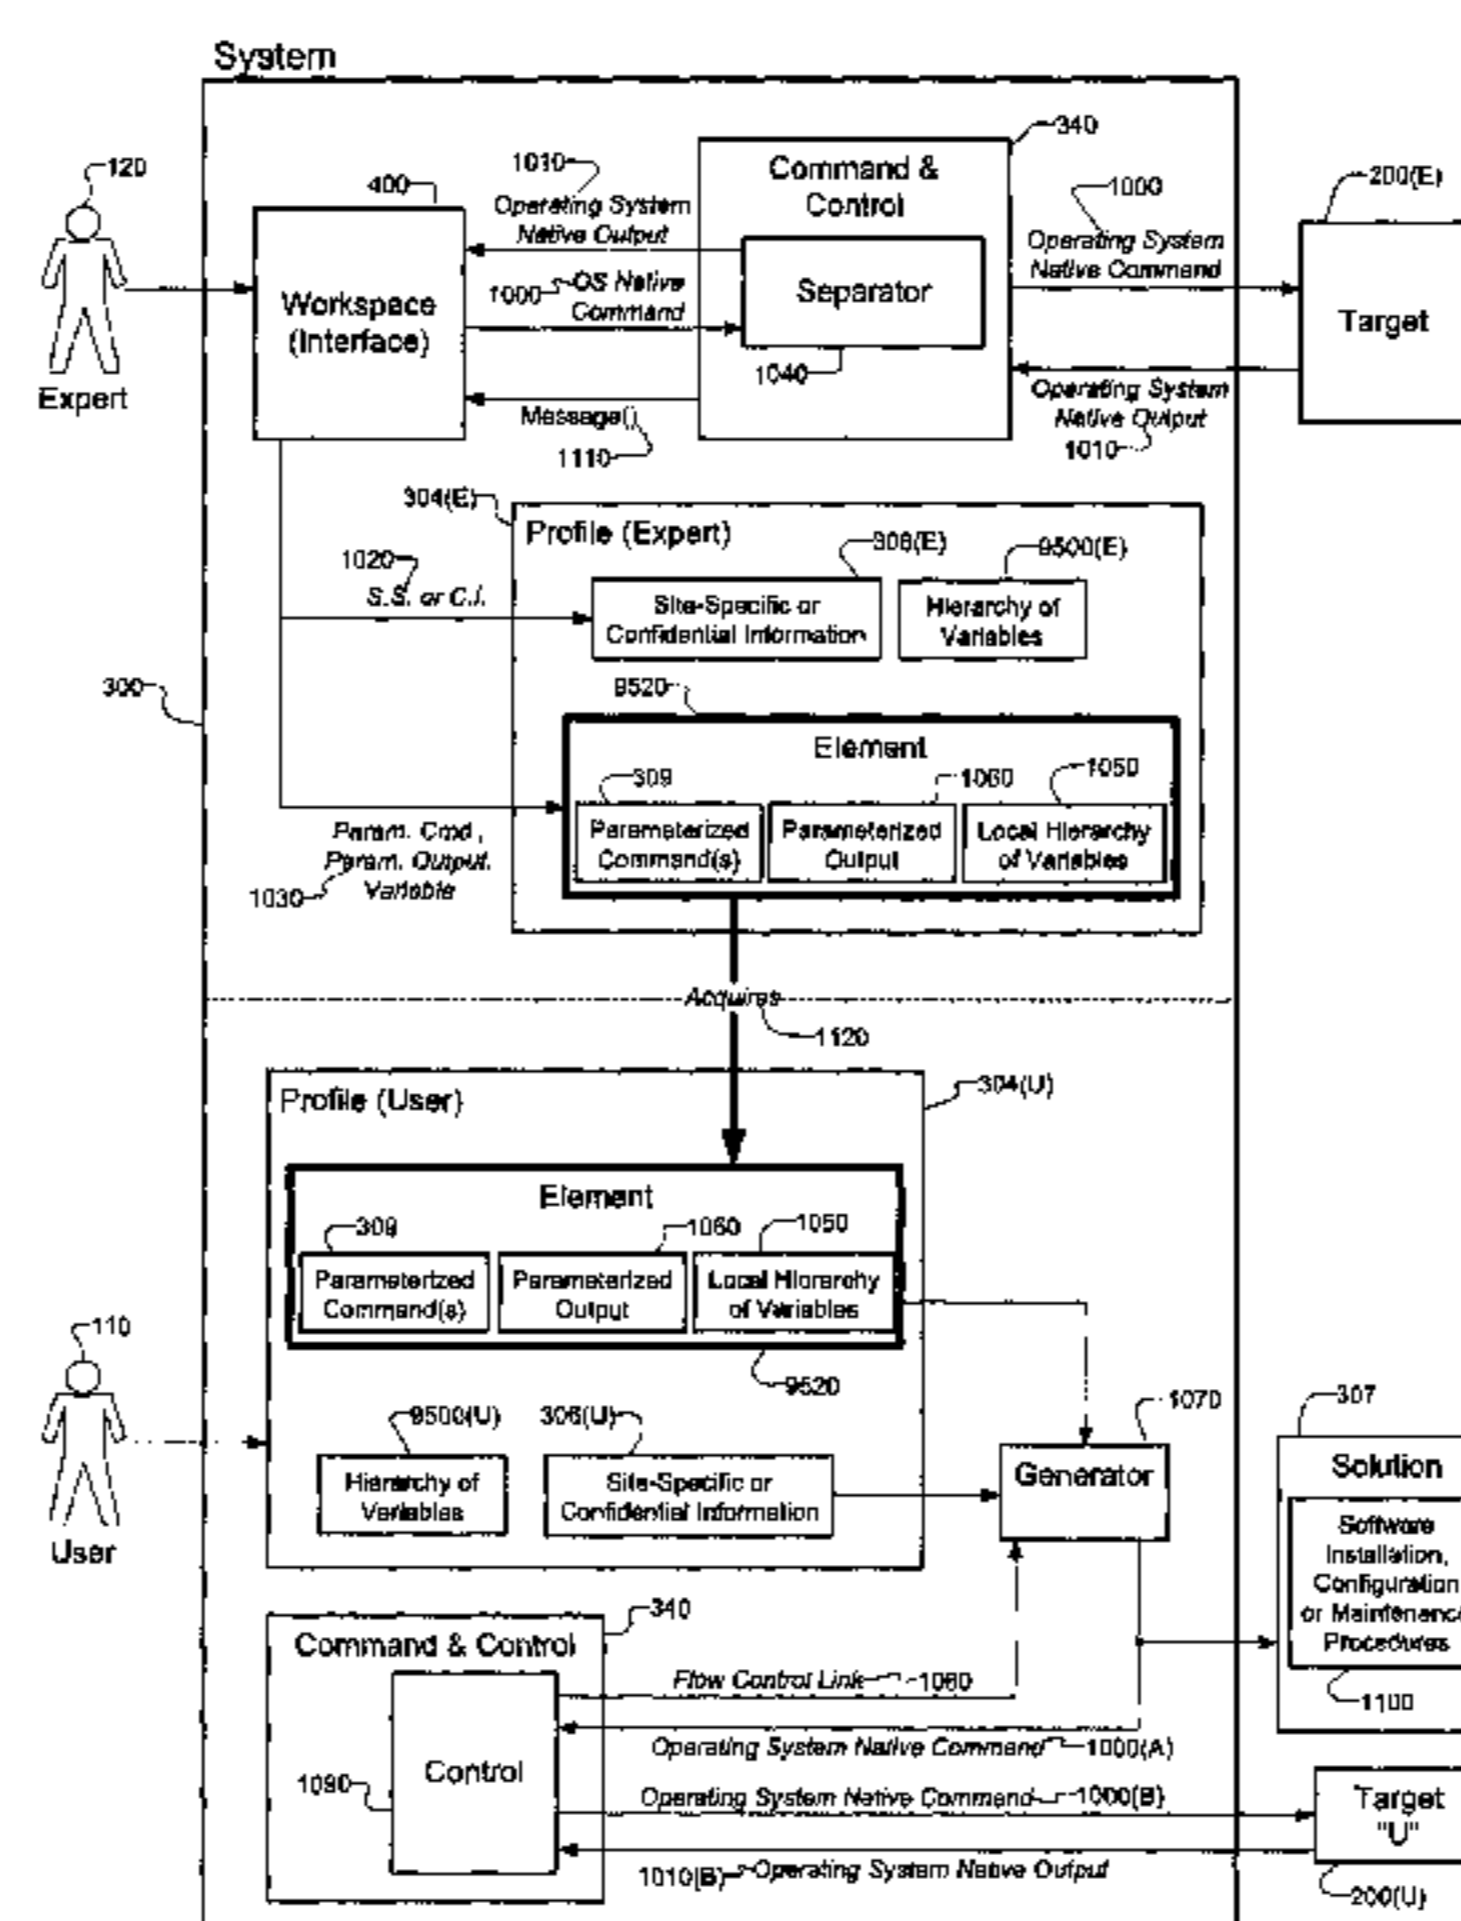 System
120
Expert
400
Workspace
(Interface)
1010
Operating System
Native Output
1000
OS Native
Command
Message()
1110
340
Command &
Control
Separator
1040
1000
Operating System
Native Command
Operating System
Native Output
1010
200(E)
Target
304(E)
Profile (Expert)
1020
S.S. or C.I.
306(E)
Site-Specific or
Confidential Information
9500(E)
Hierarchy of
Variables
300
9520
Element
309
Parameterized
Command(s)
1060
Parameterized
Output
1050
Local Hierarchy
of Variables
Param. Cmd.,
Param. Output.
Variable
1030
Acquires
1120
304(U)
Profile (User)
Element
309
Parameterized
Command(s)
1060
Parameterized
Output
1050
Local Hierarchy
of Variables
9520
110
User
9500(U)
Hierarchy of
Variables
306(U)
Site-Specific or
Confidential Information
1070
Generator
307
Solution
Software
Installation,
Configuration
or Maintenance
Procedures
1100
340
Command & Control
Control
1090
Flow Control Link
Operating System Native Command
1000(A)
Operating System Native Command
1000(B)
1010(B)
Operating System Native Output
Target
"U"
200(U)